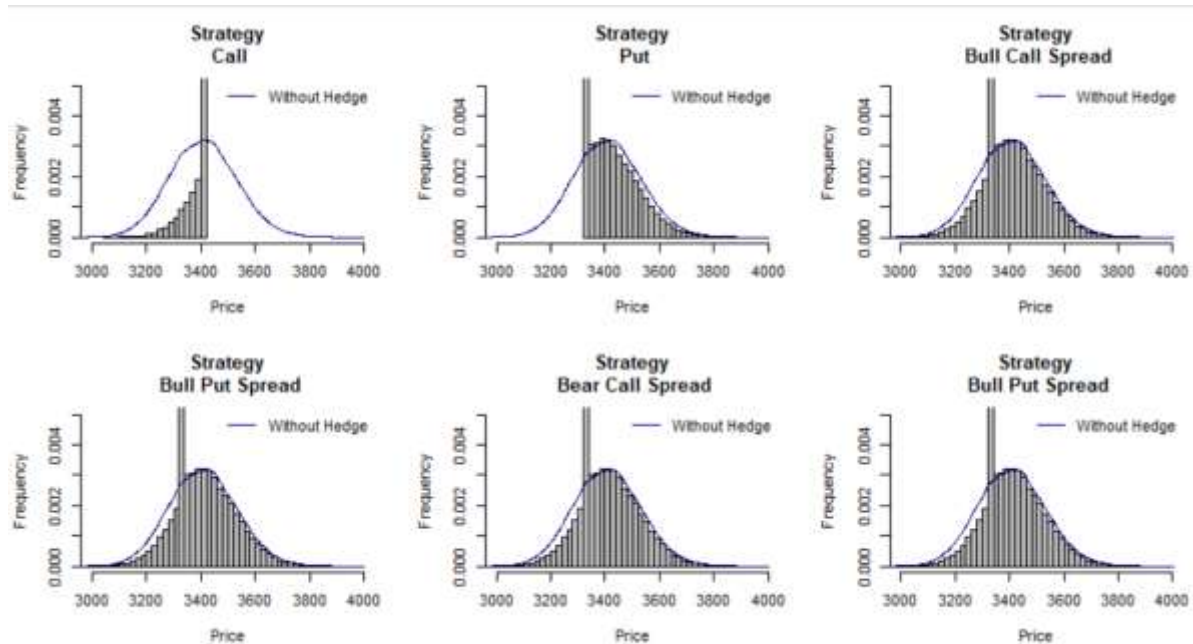 Strategy
Call
Without Hedge
Frequency
0.004
0.002
0.000
3000 3200 3400 3600 3800 4000
Price
Strategy
Put
Without Hedge
Frequency
0.004
0.002
0.000
3000 3200 3400 3600 3800 4000
Price
Strategy
Bull Call Spread
Without Hedge
Frequency
0.004
0.002
0.000
3000 3200 3400 3600 3800 4000
Price
Strategy
Bull Put Spread
Without Hedge
Frequency
0.004
0.002
0.000
3000 3200 3400 3600 3800 4000
Price
Strategy
Bear Call Spread
Without Hedge
Frequency
0.004
0.002
0.000
3000 3200 3400 3600 3800 4000
Price
Strategy
Bull Put Spread
Without Hedge
Frequency
0.004
0.002
0.000
3000 3200 3400 3600 3800 4000
Price